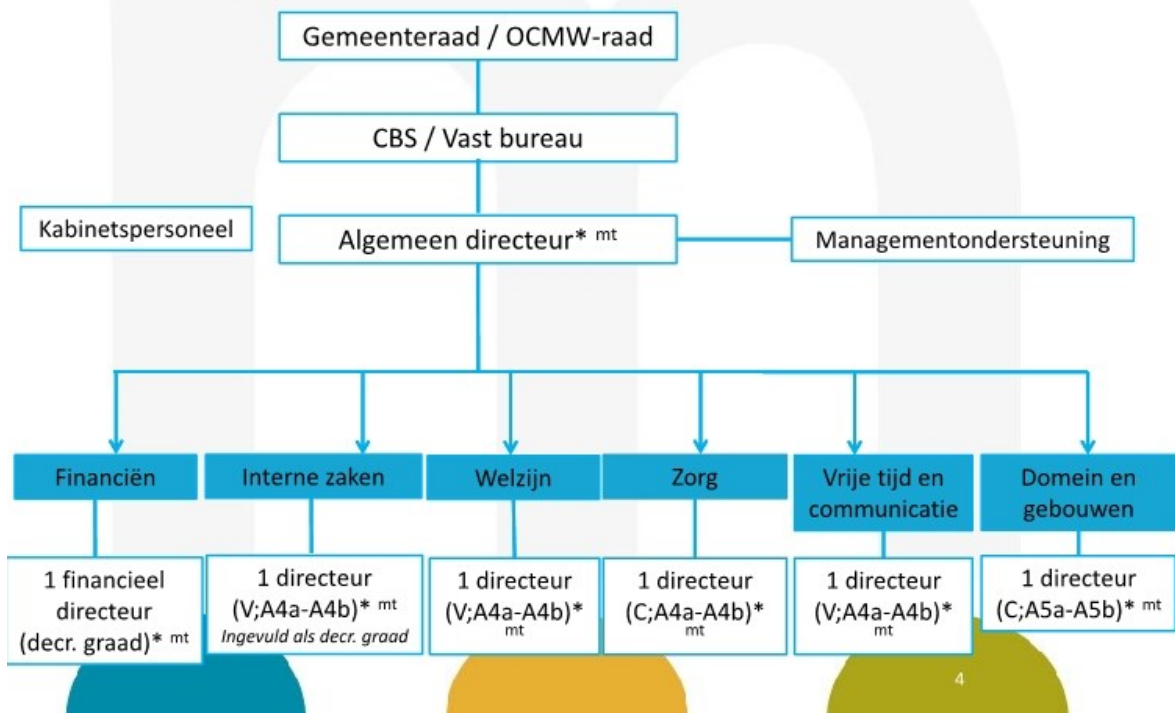 Gemeenteraad / OCMW-raad
CBS / Vast bureau
Kabinetspersoneel
Algemeen directeur* mt
Managementondersteuning
Financiën
Interne zaken
Welzijn
Zorg
Vrije tijd en
communicatie
Domein en
gebouwen
1 financieel
directeur
(decr. graad)* mt
1 directeur
(V;A4a-A4b)* mt
Ingevuld als decr. graad
1 directeur
(V;A4a-A4b)*
mt
1 directeur
(C;A4a-A4b)*
mt
1 directeur
(V;A4a-A4b)*
mt
1 directeur
(C;A5a-A5b)* mt
4